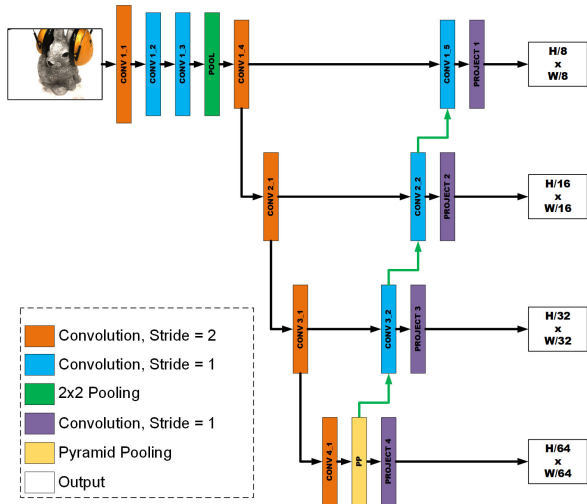 CONV 1_1
CONV 1_2
CONV 1_3
POOL
CONV 1_4
CONV 1_5
PROJECT 1
H/8
x
W/8
CONV 2_1
CONV 2_2
PROJECT 2
H/16
x
W/16
CONV 3_1
CONV 3_2
PROJECT 3
H/32
x
W/32
CONV 4_1
PP
PROJECT 4
H/64
x
W/64
Convolution, Stride = 2
Convolution, Stride = 1
2x2 Pooling
Convolution, Stride = 1
Pyramid Pooling
Output